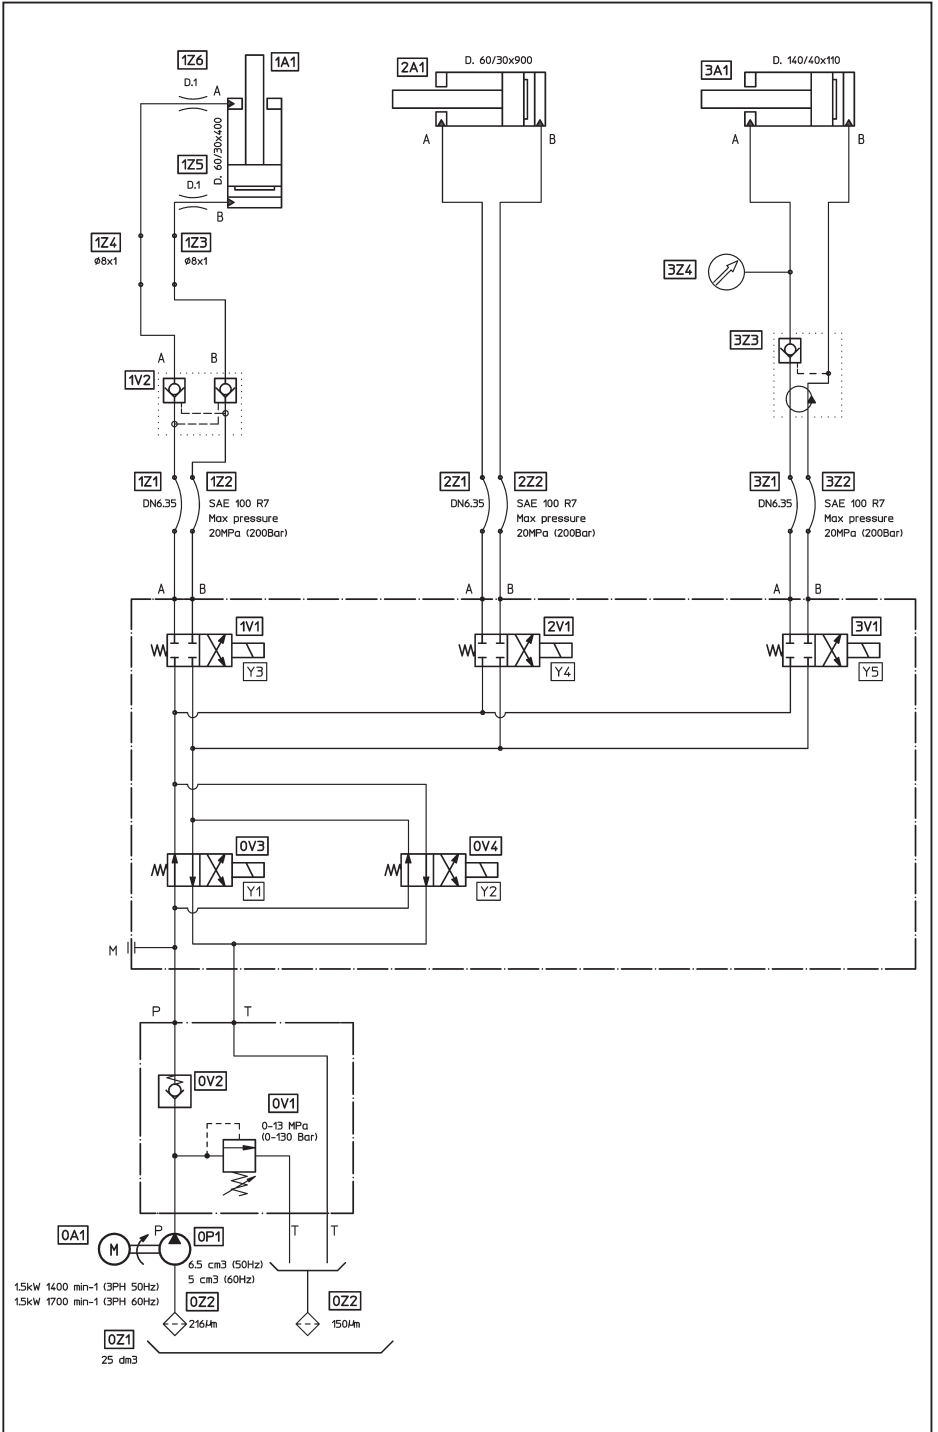 1Z6
1A1
D.1
A
D. 60/30x400
1Z5
D.1
B
2A1
D. 60/30x900
A
B
3A1
D. 140/40x110
A
B
1Z4
ø8x1
1Z3
ø8x1
3Z4
A
B
1V2
3Z3
1Z1
DN6.35
1Z2
SAE 100 R7
Max pressure
20MPa (200Bar)
2Z1
DN6.35
2Z2
SAE 100 R7
Max pressure
20MPa (200Bar)
3Z1
DN6.35
3Z2
SAE 100 R7
Max pressure
20MPa (200Bar)
A
B
A
B
A
B
1V1
Y3
2V1
Y4
3V1
Y5
0V3
Y1
0V4
Y2
M
P
T
0V2
0V1
0-13 MPa
(0-130 Bar)
T
T
0A1
M
P
0P1
6.5 cm3 (50Hz)
5 cm3 (60Hz)
1.5kW 1400 min-1 (3PH 50Hz)
1.5kW 1700 min-1 (3PH 60Hz)
0Z2
216µm
0Z2
150µm
0Z1
25 dm3